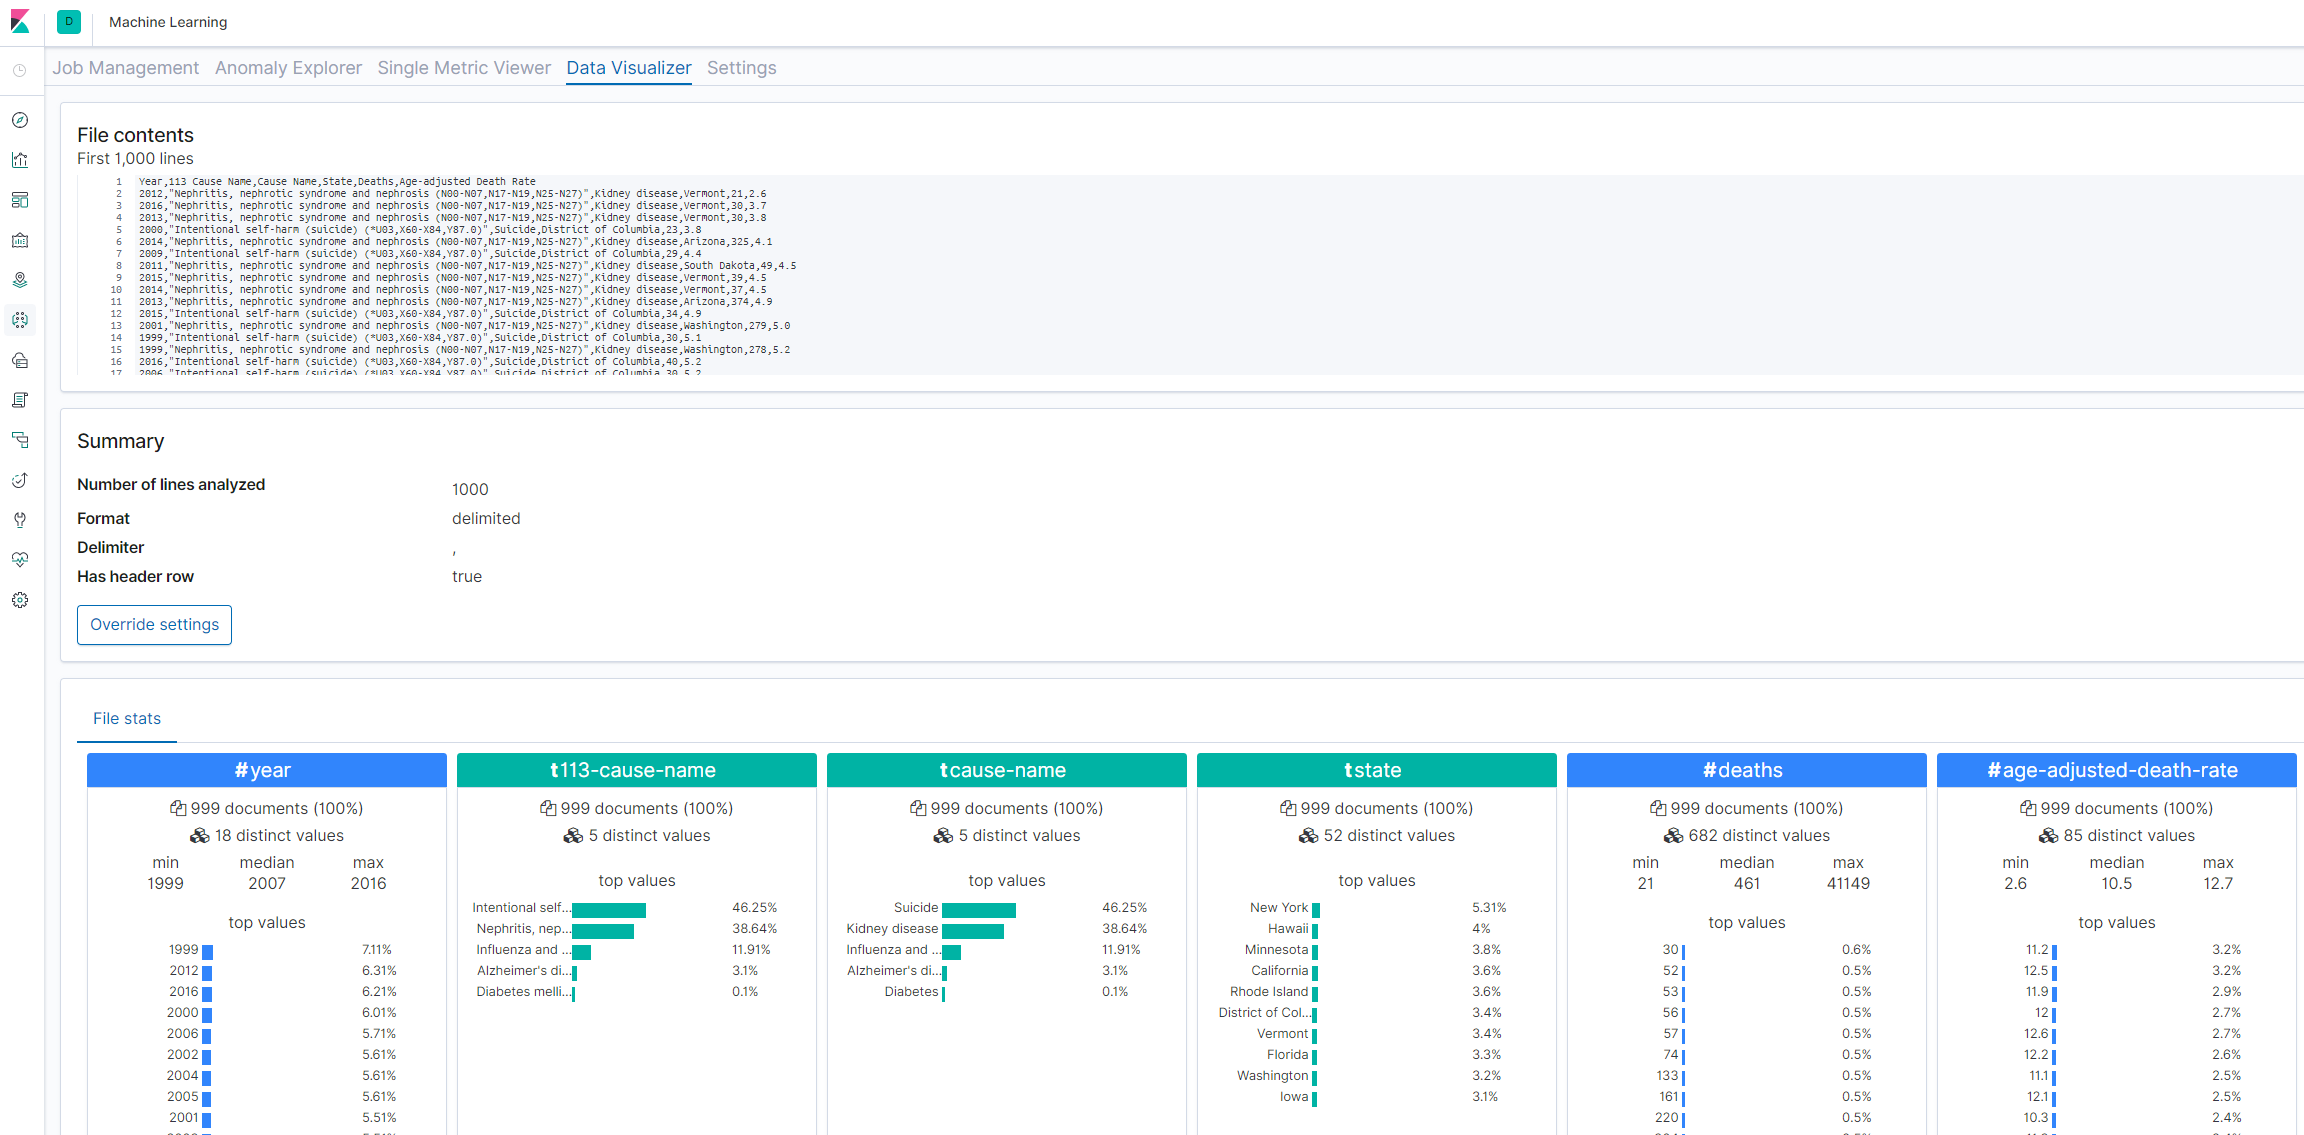 D Machine Learning
Job Management Anomaly Explorer Single Metric Viewer Data Visualizer Settings
File contents
First 1,000 lines
1 Year,113 Cause Name,Cause Name,State,Deaths,Age-adjusted Death Rate
2 2012,"Nephritis, nephrotic syndrome and nephrosis (N00-N07,N17-N19,N25-N27)",Kidney disease,Vermont,21,2.6
3 2016,"Nephritis, nephrotic syndrome and nephrosis (N00-N07,N17-N19,N25-N27)",Kidney disease,Vermont,30,3.7
4 2013,"Nephritis, nephrotic syndrome and nephrosis (N00-N07,N17-N19,N25-N27)",Kidney disease,Vermont,30,3.8
5 2000,"Intentional self-harm (suicide) (*U03,X60-X84,Y87.0)",Suicide,District of Columbia,23,3.8
6 2014,"Nephritis, nephrotic syndrome and nephrosis (N00-N07,N17-N19,N25-N27)",Kidney disease,Arizona,325,4.1
7 2009,"Intentional self-harm (suicide) (*U03,X60-X84,Y87.0)",Suicide,District of Columbia,29,4.4
8 2011,"Nephritis, nephrotic syndrome and nephrosis (N00-N07,N17-N19,N25-N27)",Kidney disease,South Dakota,49,4.5
9 2015,"Nephritis, nephrotic syndrome and nephrosis (N00-N07,N17-N19,N25-N27)",Kidney disease,Vermont,39,4.5
10 2014,"Nephritis, nephrotic syndrome and nephrosis (N00-N07,N17-N19,N25-N27)",Kidney disease,Vermont,37,4.5
11 2013,"Nephritis, nephrotic syndrome and nephrosis (N00-N07,N17-N19,N25-N27)",Kidney disease,Arizona,374,4.9
12 2015,"Intentional self-harm (suicide) (*U03,X60-X84,Y87.0)",Suicide,District of Columbia,34,4.9
13 2001,"Nephritis, nephrotic syndrome and nephrosis (N00-N07,N17-N19,N25-N27)",Kidney disease,Washington,279,5.0
14 1999,"Intentional self-harm (suicide) (*U03,X60-X84,Y87.0)",Suicide,District of Columbia,30,5.1
15 1999,"Nephritis, nephrotic syndrome and nephrosis (N00-N07,N17-N19,N25-N27)",Kidney disease,Washington,278,5.2
16 2016,"Intentional self-harm (suicide) (*U03,X60-X84,Y87.0)",Suicide,District of Columbia,40,5.2
17 2006,"Intentional self-harm (suicide) (*U03,X60-X84,Y87.0)",Suicide,District of Columbia,30,5.2
Summary
Number of lines analyzed 1000
Format delimited
Delimiter ,
Has header row true
Override settings
File stats
#year
999 documents (100%)
18 distinct values
min median max
1999 2007 2016
top values
1999 7.11%
2012 6.31%
2016 6.21%
2000 6.01%
2006 5.71%
2002 5.61%
2004 5.61%
2005 5.61%
2001 5.51%
t113-cause-name
999 documents (100%)
5 distinct values
top values
Intentional self... 46.25%
Nephritis, nep... 38.64%
Influenza and ... 11.91%
Alzheimer's di... 3.1%
Diabetes melli... 0.1%
tcause-name
999 documents (100%)
5 distinct values
top values
Suicide 46.25%
Kidney disease 38.64%
Influenza and ... 11.91%
Alzheimer's di... 3.1%
Diabetes 0.1%
tstate
999 documents (100%)
52 distinct values
top values
New York 5.31%
Hawaii 4%
Minnesota 3.8%
California 3.6%
Rhode Island 3.6%
District of Col... 3.4%
Vermont 3.4%
Florida 3.3%
Washington 3.2%
Iowa 3.1%
#deaths
999 documents (100%)
682 distinct values
min median max
21 461 41149
top values
30 0.6%
52 0.5%
53 0.5%
56 0.5%
57 0.5%
74 0.5%
133 0.5%
161 0.5%
220 0.5%
#age-adjusted-death-rate
999 documents (100%)
85 distinct values
min median max
2.6 10.5 12.7
top values
11.2 3.2%
12.5 3.2%
11.9 2.9%
12 2.7%
12.6 2.7%
12.2 2.6%
11.1 2.5%
12.1 2.5%
10.3 2.4%